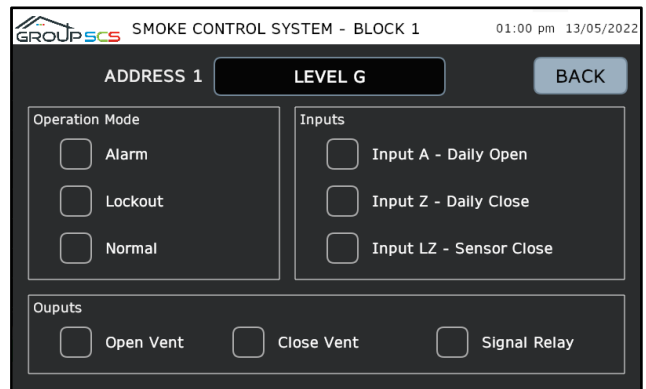 GROUP SCS SMOKE CONTROL SYSTEM - BLOCK 1 01:00 pm 13/05/2022
ADDRESS 1 LEVEL G BACK
Operation Mode
Alarm
Lockout
Normal
Inputs
Input A - Daily Open
Input Z - Daily Close
Input LZ - Sensor Close
Ouputs
Open Vent Close Vent Signal Relay